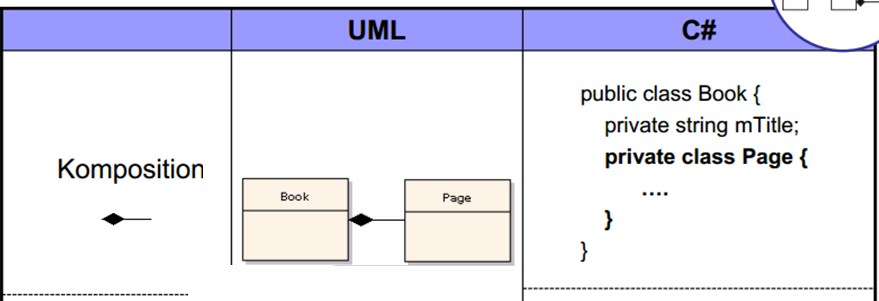 UML
C#
Komposition
Book
Page
public class Book {
private string mTitle;
private class Page {
....
}
}